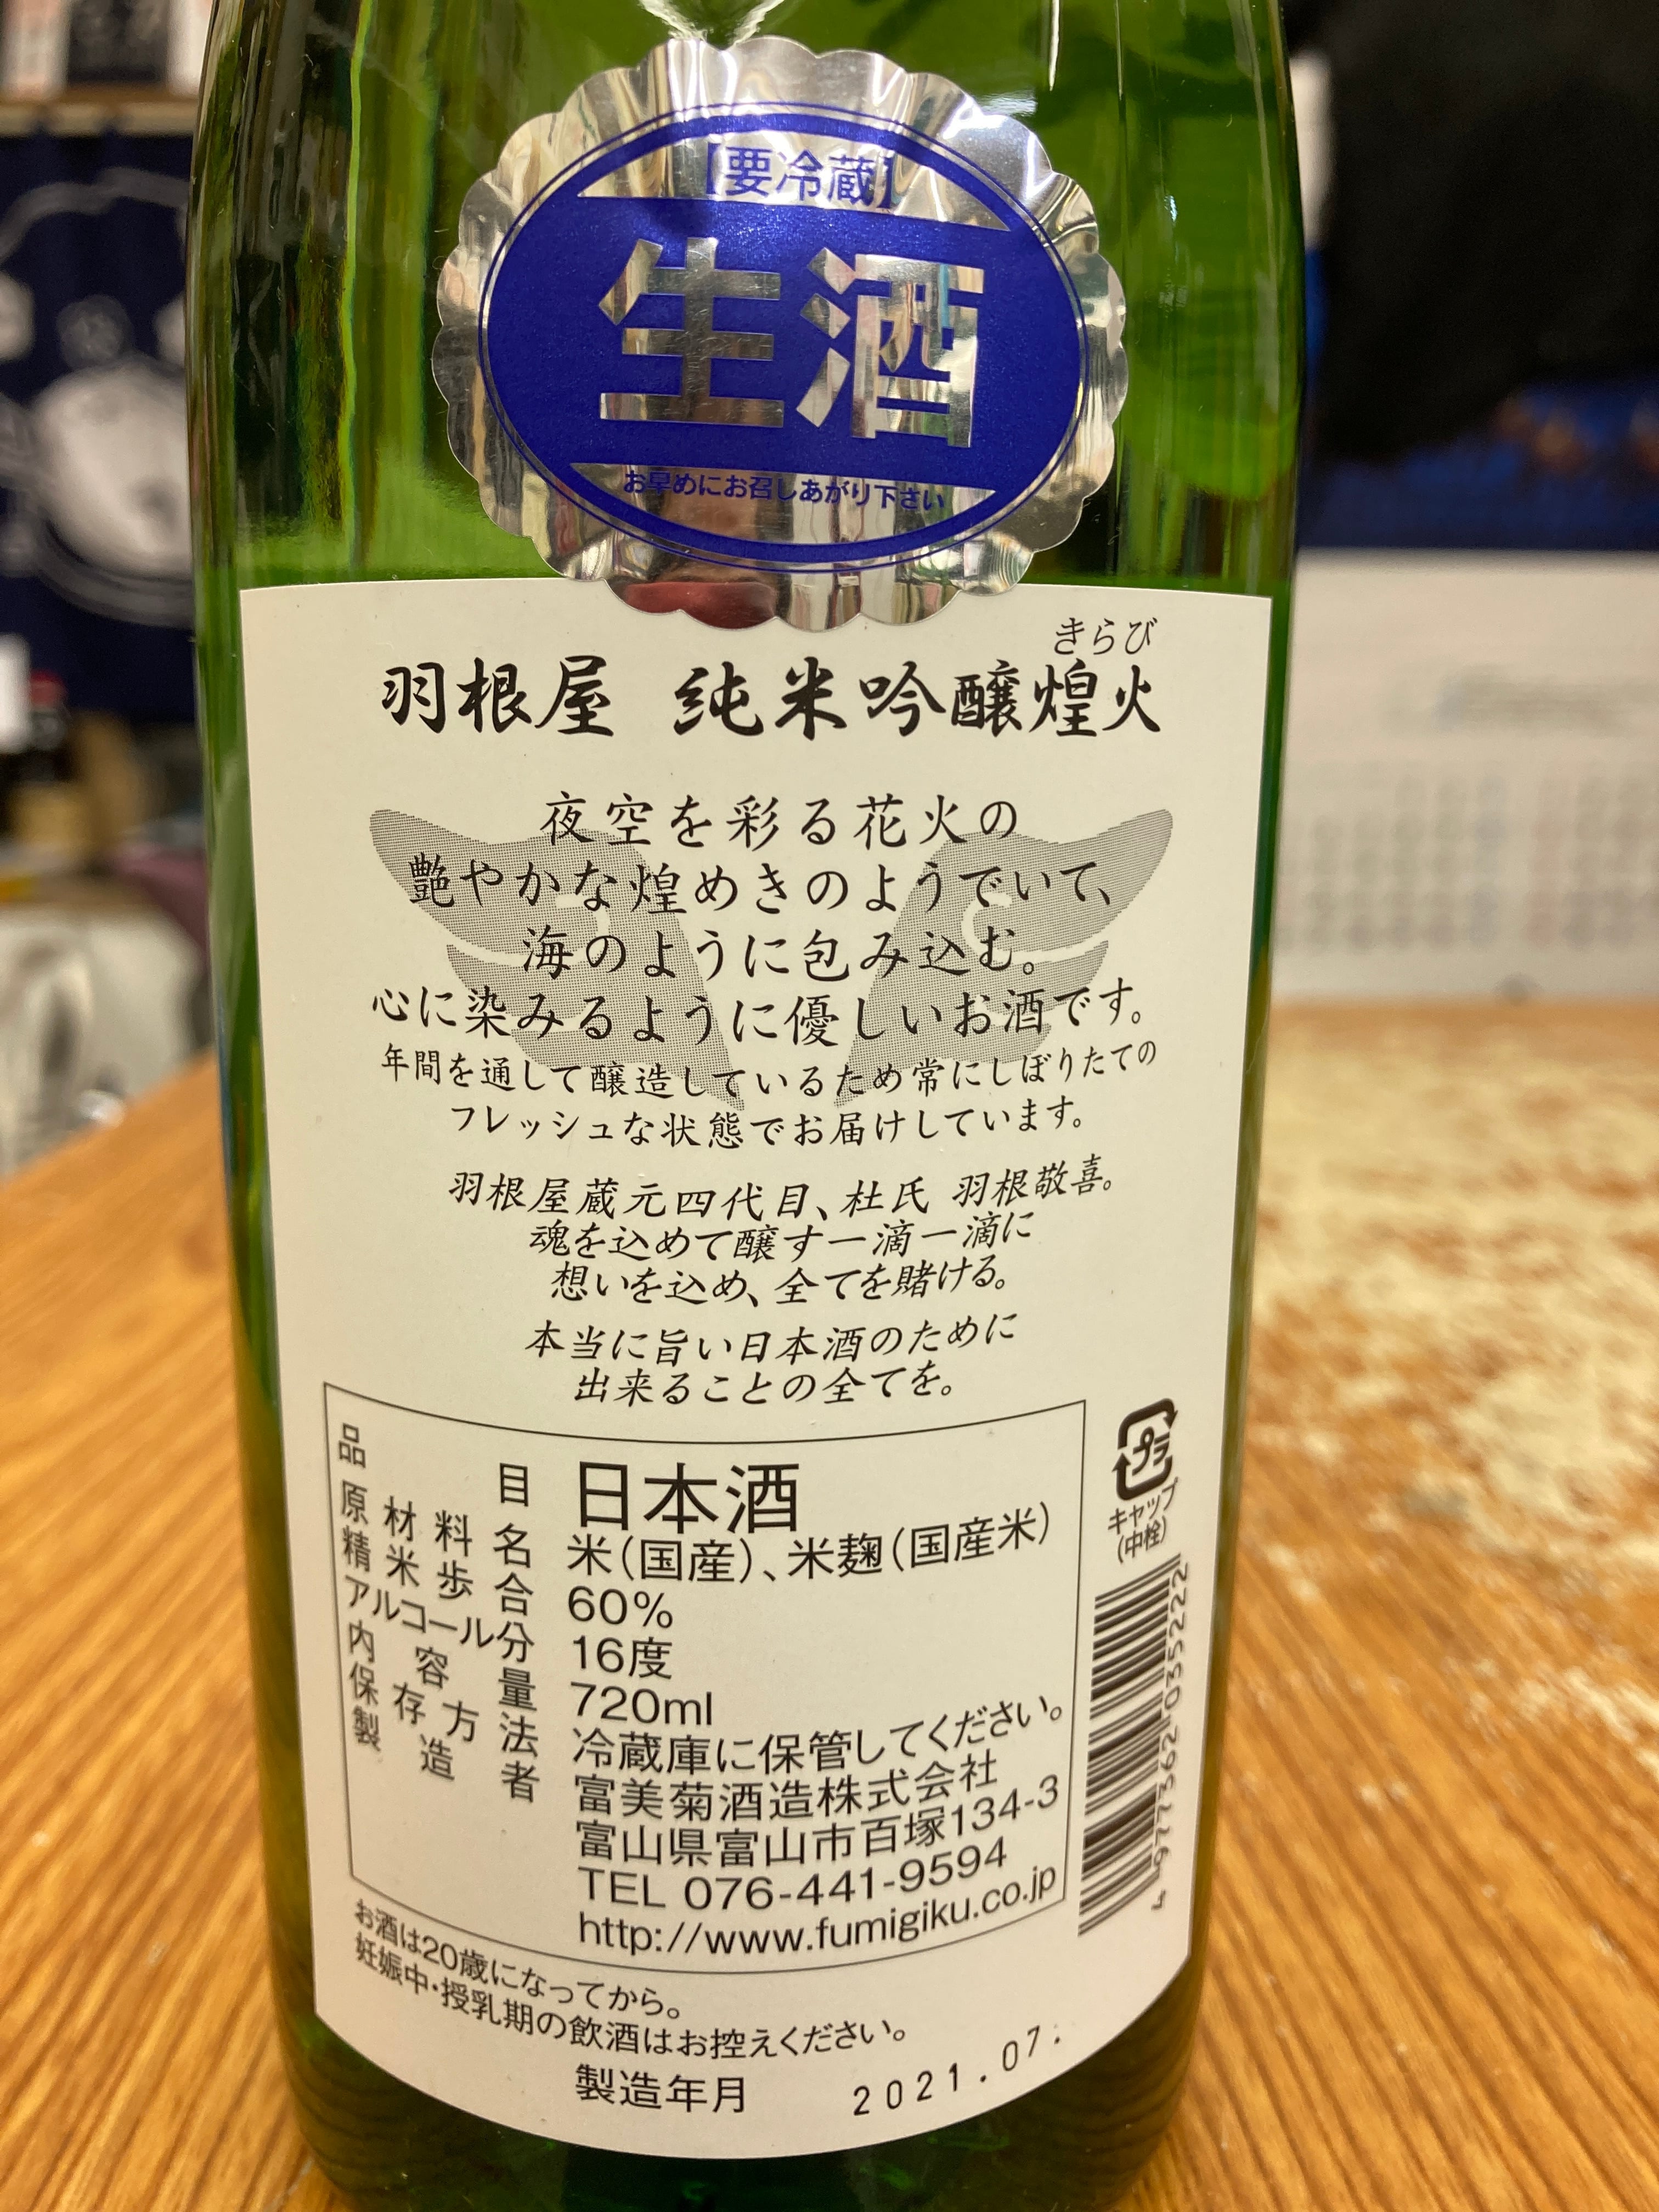 【要冷蔵】
生酒
お早めにお召しあがり下さい
きらび
羽根屋 純米吟醸煌火
夜空を彩る花火の
艶やかな煌めきのようでいて、
海のように包み込む。
心に染みるように優しいお酒です。
年間を通して醸造しているため常にしぼりたての
フレッシュな状態でお届けしています。
羽根屋蔵元四代目、杜氏 羽根敬喜。
魂を込めて醸す一滴一滴に
想いを込め、全てを賭ける。
本当に旨い日本酒のために
出来ることの全てを。
品目 日本酒
原材料名 米(国産)、米麹(国産米)
精米歩合 60%
アルコール分 16度
内容量 720ml
保存方法 冷蔵庫に保管してください。
製造者 富美菊酒造株式会社
富山県富山市百塚134-3
TEL 076-441-9594
http://www.fumigiku.co.jp
プラ
キャップ
(中栓)
4 977362 035222
お酒は20歳になってから。
妊娠中・授乳期の飲酒はお控えください。
製造年月 2021.07.